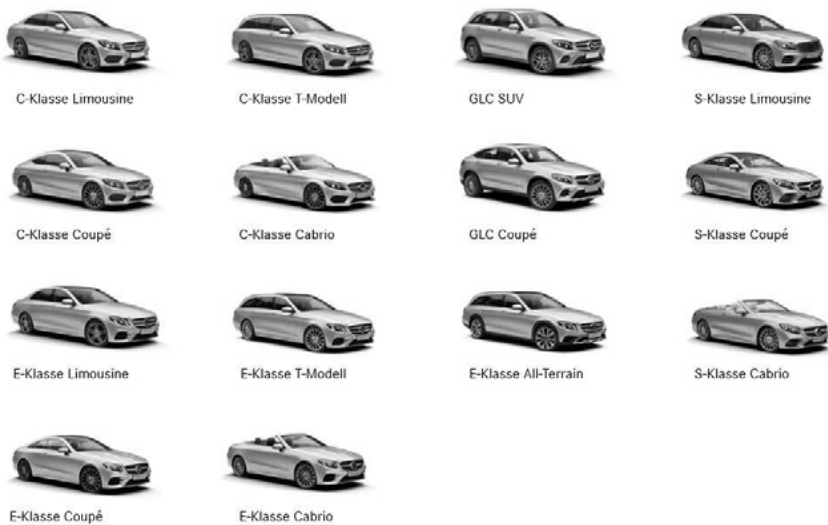 C-Klasse Limousine
C-Klasse T-Modell
GLC SUV
S-Klasse Limousine
C-Klasse Coupé
C-Klasse Cabrio
GLC Coupé
S-Klasse Coupé
E-Klasse Limousine
E-Klasse T-Modell
E-Klasse All-Terrain
S-Klasse Cabrio
E-Klasse Coupé
E-Klasse Cabrio